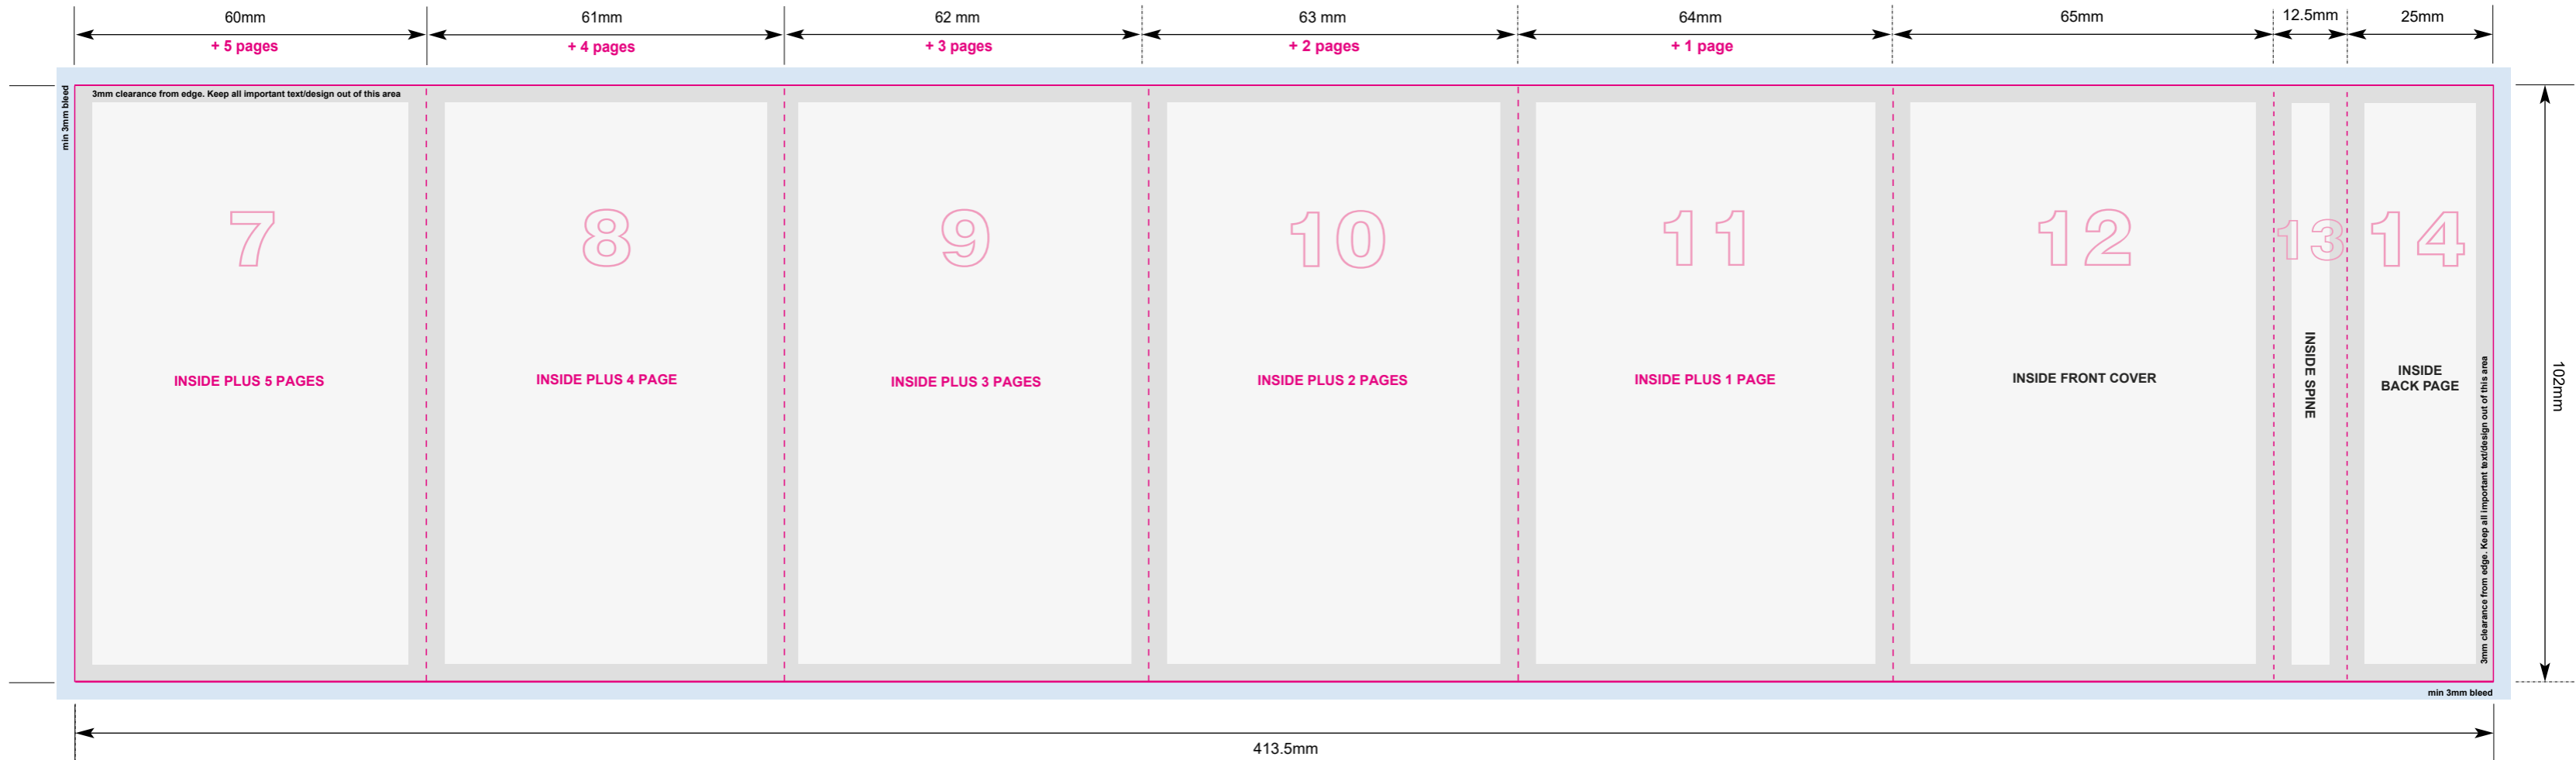 60mm
+ 5 pages
61mm
+ 4 pages
62 mm
+ 3 pages
63 mm
+ 2 pages
64mm
+ 1 page
65mm
12.5mm
25mm
min 3mm bleed
3mm clearance from edge. Keep all important text/design out of this area
7
8
9
10
11
12
13
14
INSIDE PLUS 5 PAGES
INSIDE PLUS 4 PAGE
INSIDE PLUS 3 PAGES
INSIDE PLUS 2 PAGES
INSIDE PLUS 1 PAGE
INSIDE FRONT COVER
INSIDE SPINE
INSIDE
BACK PAGE
3mm clearance from edge. Keep all important text/design out of this area
102mm
min 3mm bleed
413.5mm